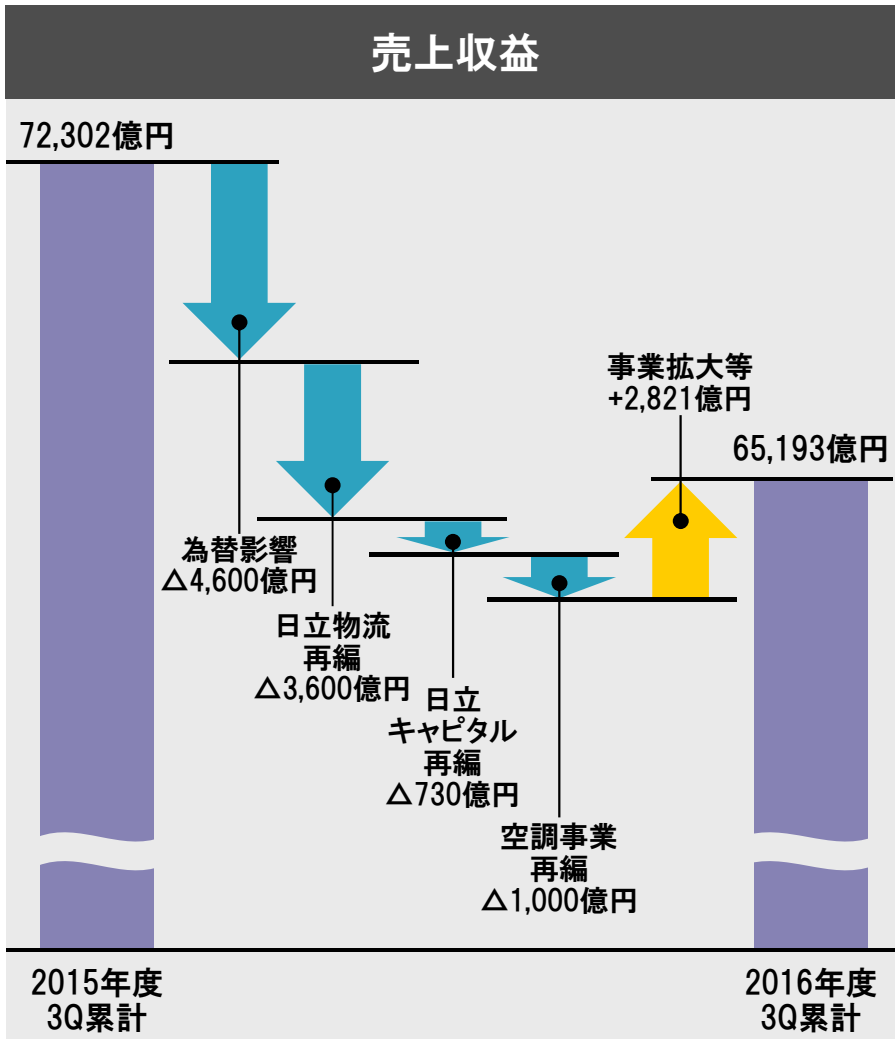 売上収益
72,302億円
為替影響
△4,600億円
日立物流
再編
△3,600億円
日立
キャピタル
再編
△730億円
空調事業
再編
△1,000億円
事業拡大等
+2,821億円
65,193億円
2015年度
3Q累計
2016年度
3Q累計